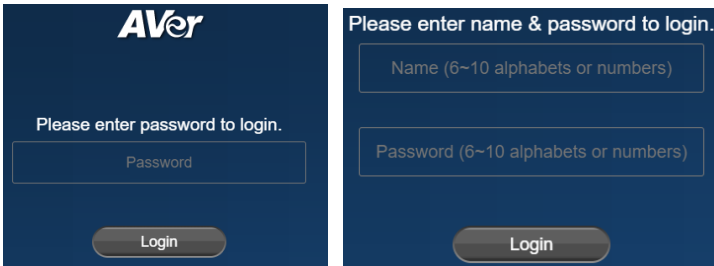 AVer
Please enter password to login.
Password
Login
Please enter name & password to login.
Name (6~10 alphabets or numbers)
Password (6~10 alphabets or numbers)
Login